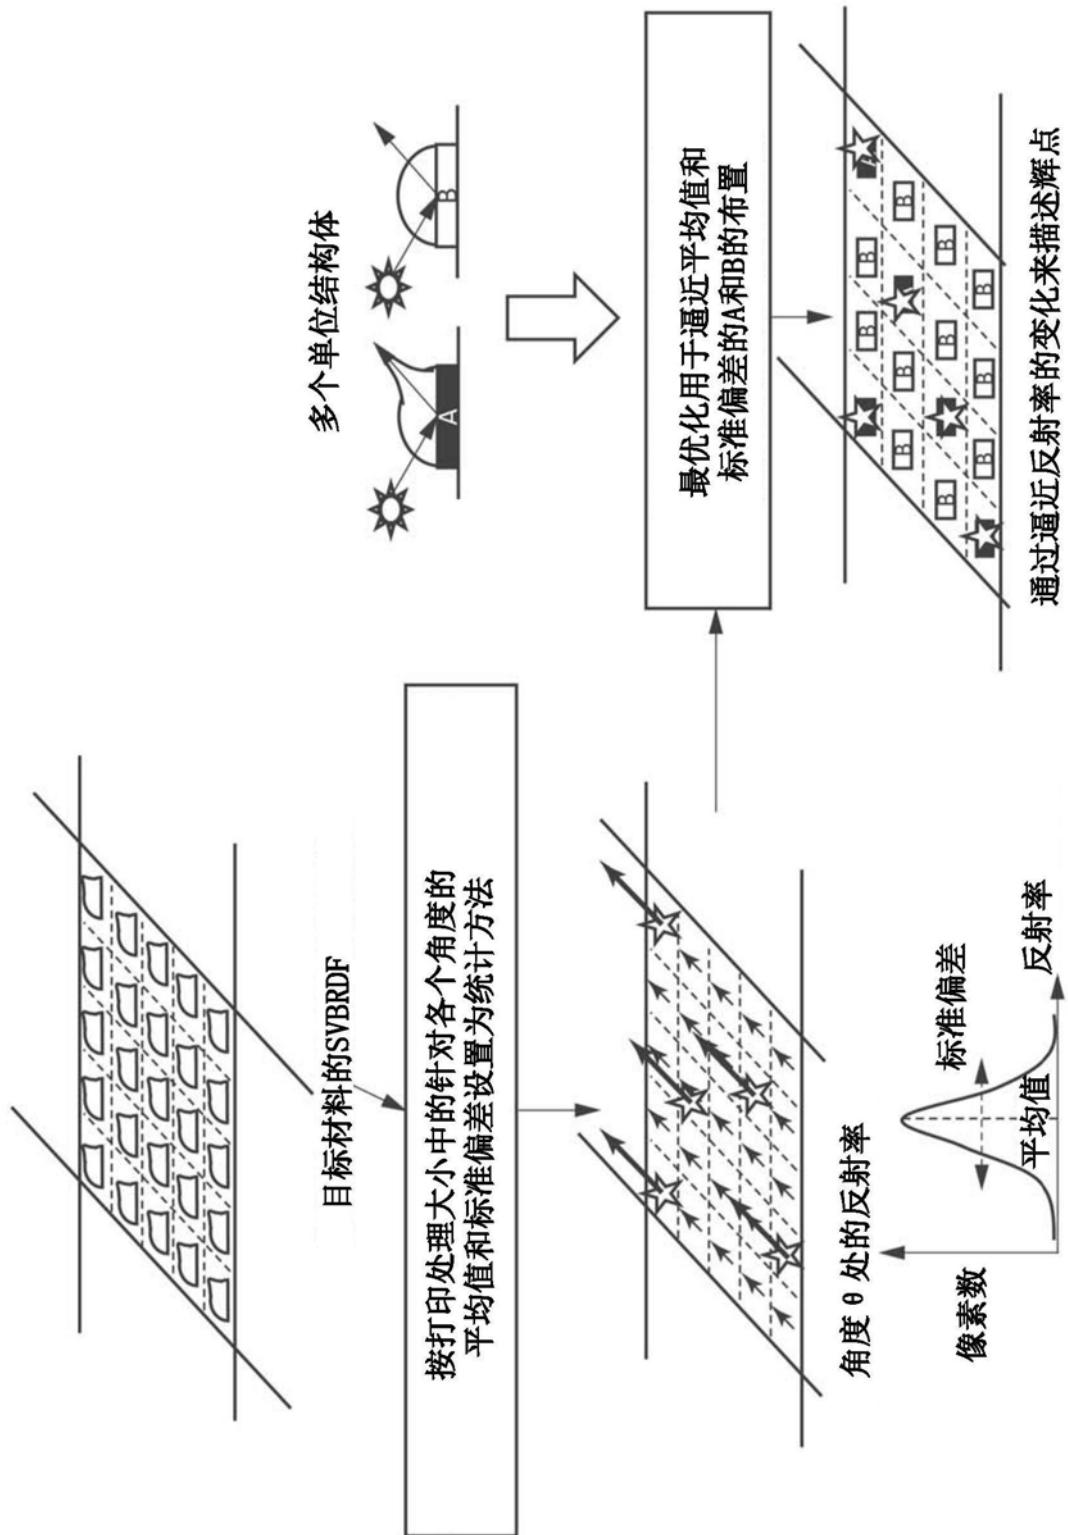 目标材料的SVBRDF
按打印处理大小中的针对各个角度的
平均值和标准偏差设置为统计方法
角度 θ 处的反射率
像素数
标准偏差
平均值
反射率
多个单位结构体
A
B
最优化用于逼近平均值和
标准偏差的A和B的布置
B B B
B B B
B B B
B B B B
通过逼近反射率的变化来描述辉点